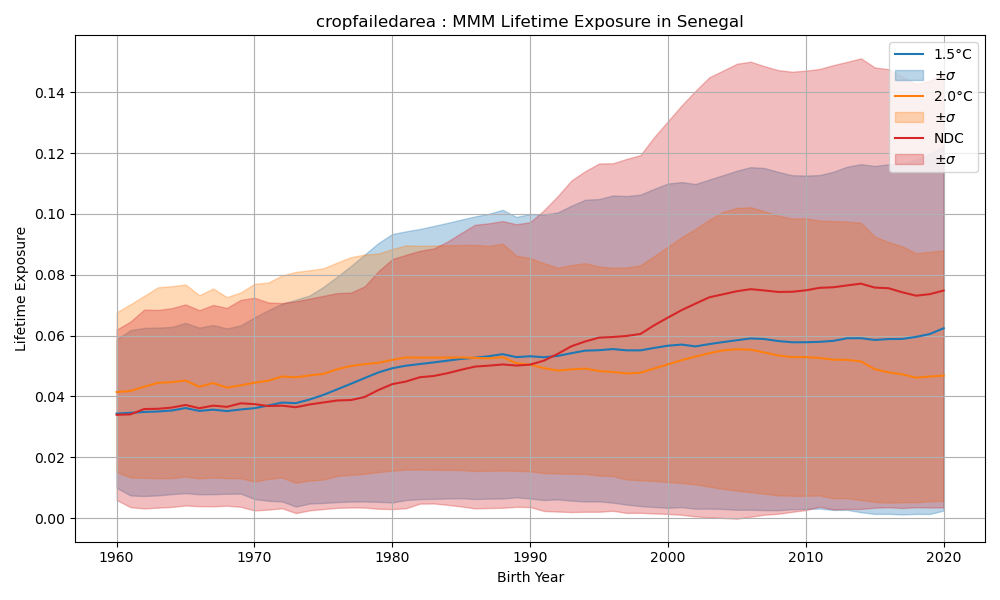 cropfailedarea : MMM Lifetime Exposure in Senegal
1.5°C
±σ
2.0°C
±σ
NDC
±σ
Lifetime Exposure
0.14
0.12
0.10
0.08
0.06
0.04
0.02
0.00
1960 1970 1980 1990 2000 2010 2020
Birth Year